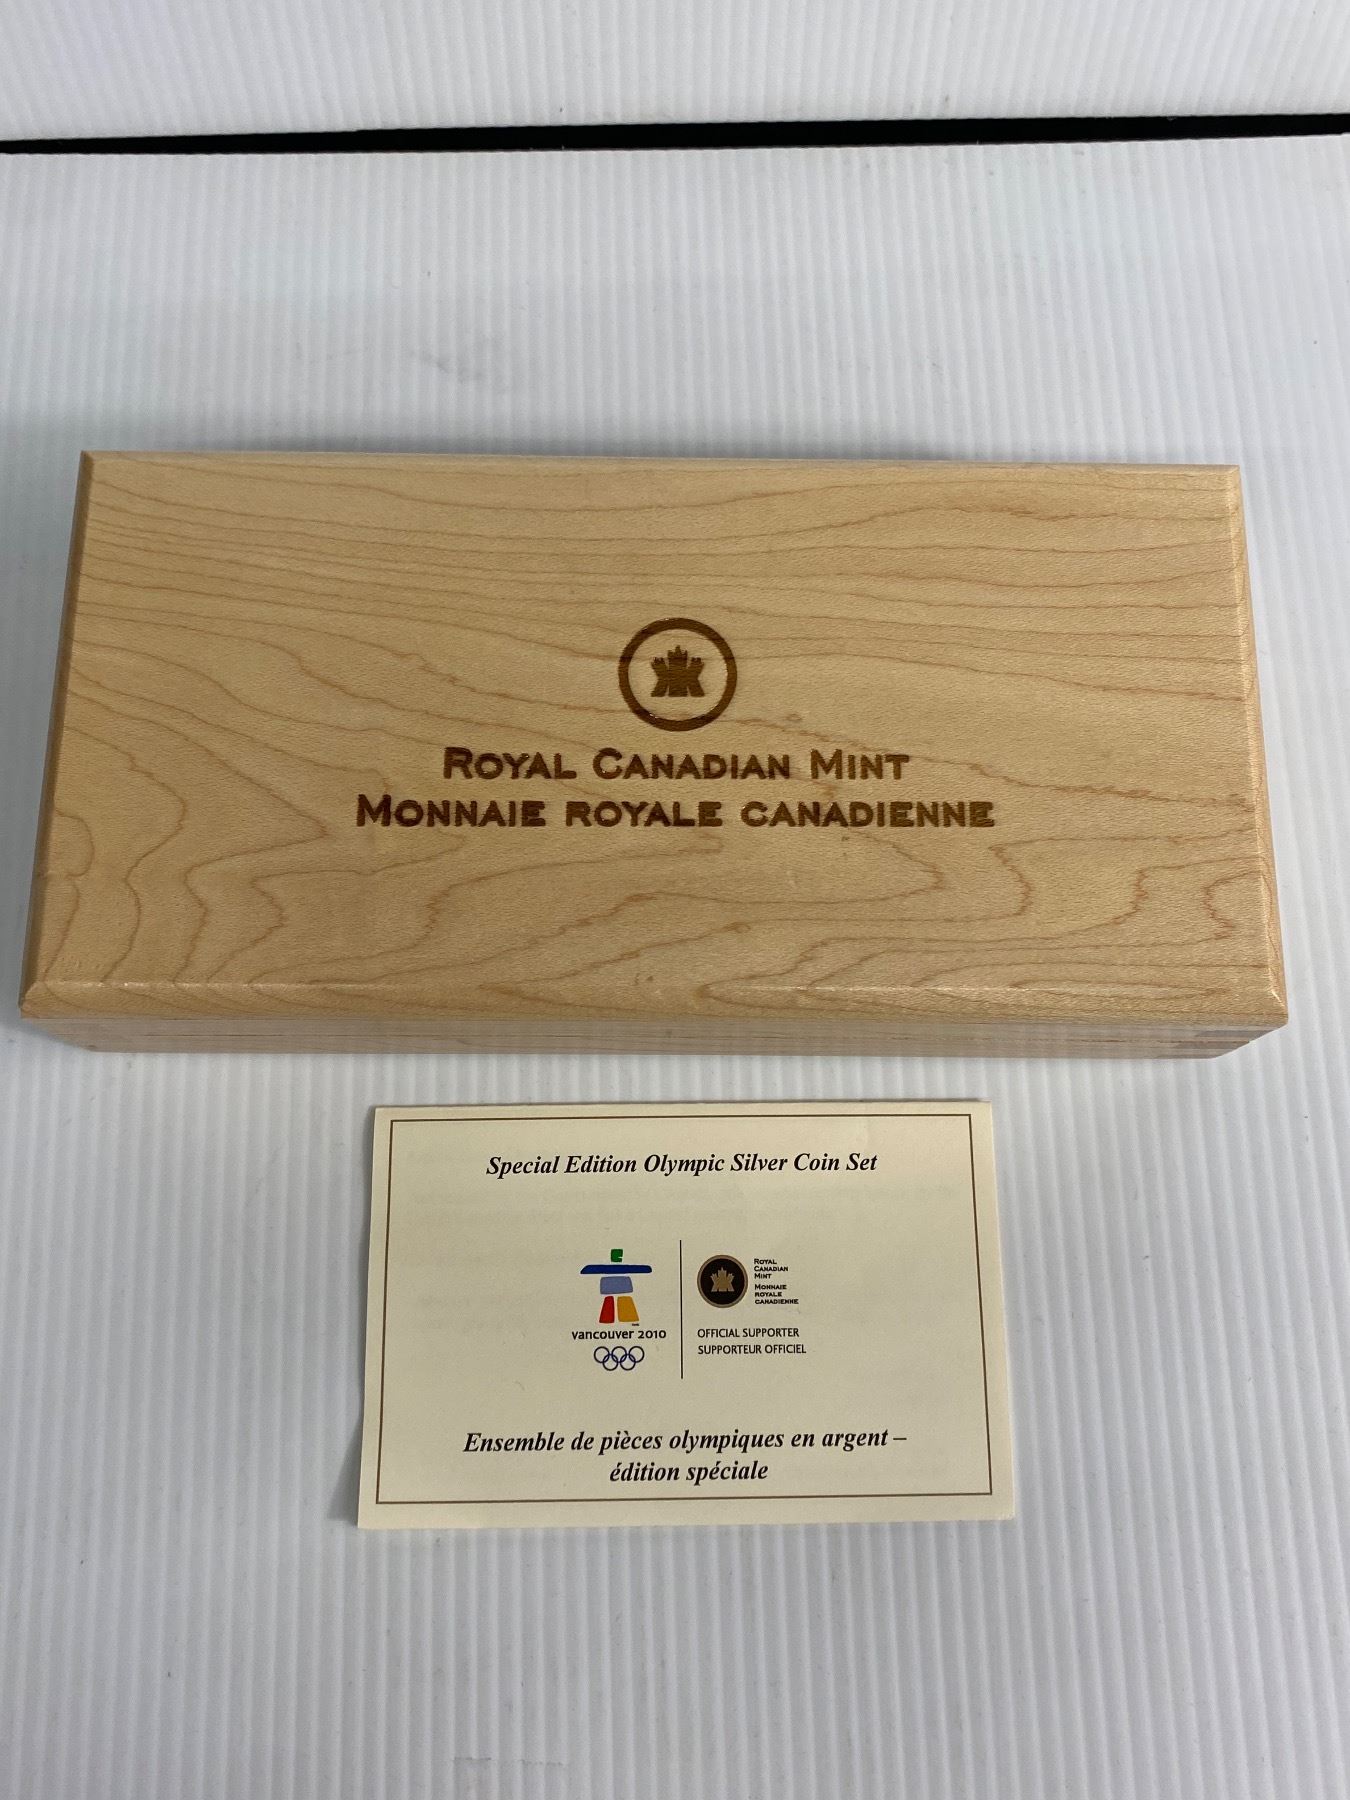 ROYAL CANADIAN MINT
MONNAIE ROYALE CANADIENNE
Special Edition Olympic Silver Coin Set
vancouver 2010
ROYAL
CANADIAN
MINT
MONNAIE
ROYALE
CANADIENNE
OFFICIAL SUPPORTER
SUPPORTEUR OFFICIEL
Ensemble de pièces olympiques en argent –
édition spéciale